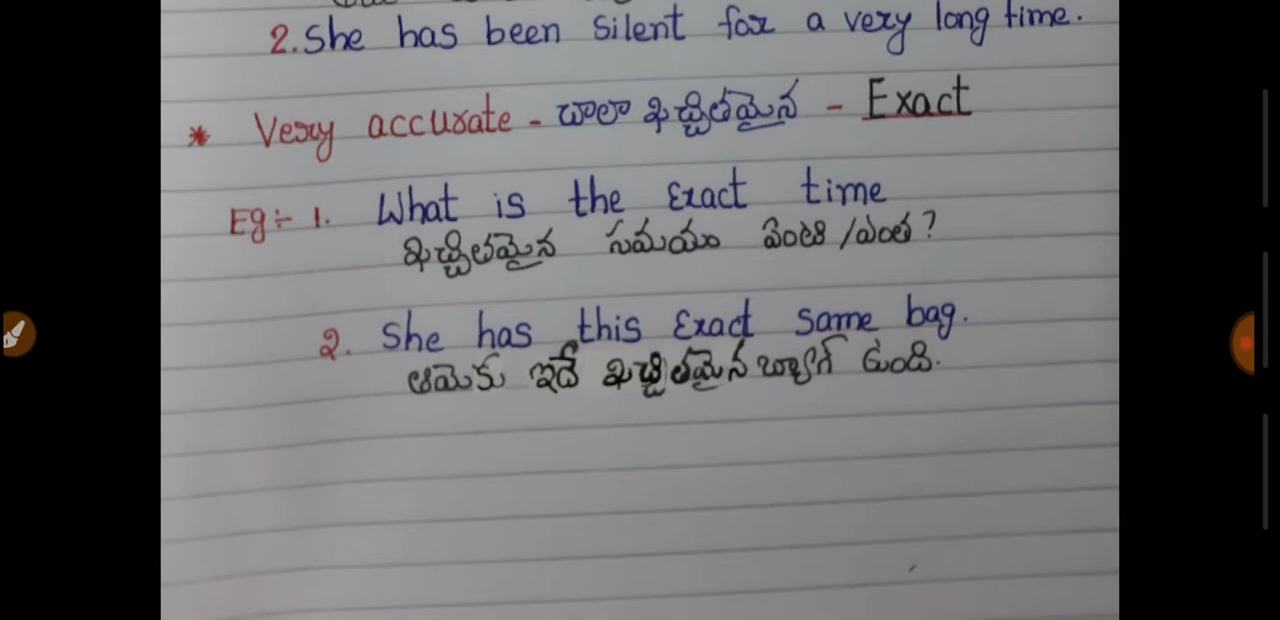 2. She has been silent for a very long time.
* Very accurate - చాలా ఖచ్చితమైన - Exact
Eg:- 1. What is the Exact time
ఖచ్చితమైన సమయం ఏంటి /ఎంత?
2. She has this Exact same bag.
ఆమెకు ఇదే ఖచ్చితమైన బ్యాగ్ ఉంది.